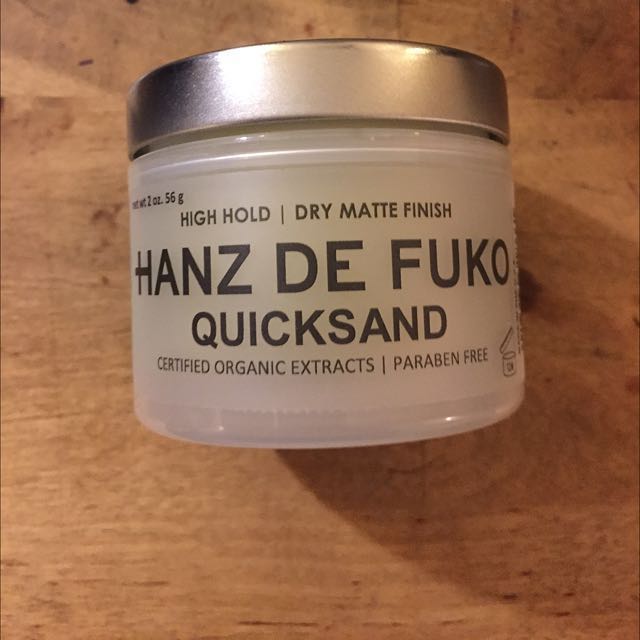 net wt 2 oz. 56 g
HIGH HOLD | DRY MATTE FINISH
HANZ DE FUKO
QUICKSAND
CERTIFIED ORGANIC EXTRACTS | PARABEN FREE